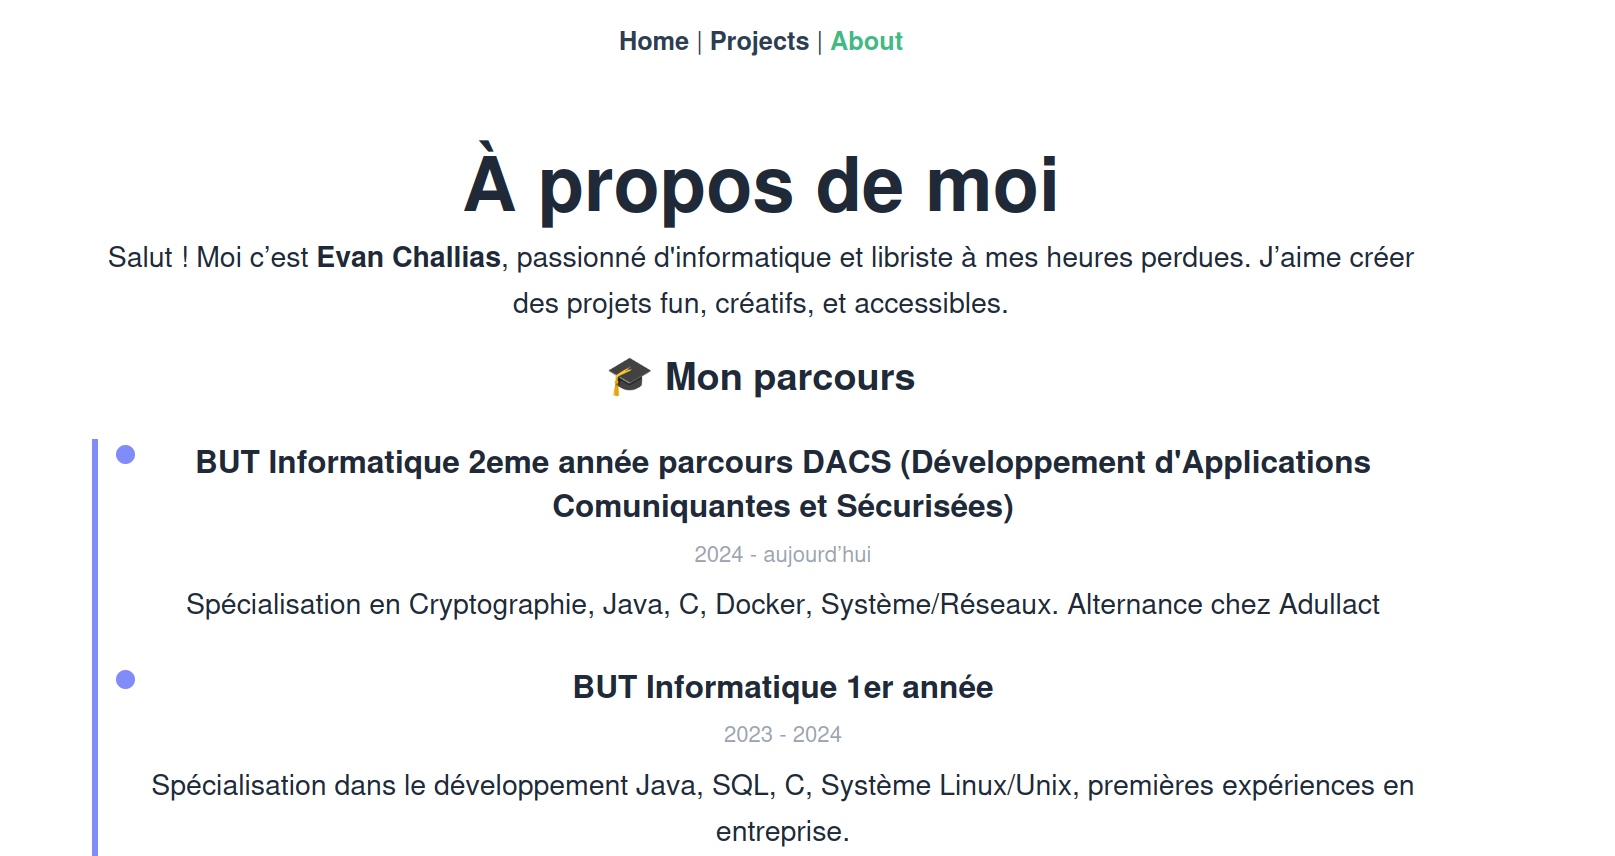 Home | Projects | About
À propos de moi
Salut ! Moi c’est Evan Challias, passionné d'informatique et libriste à mes heures perdues. J’aime créer
des projets fun, créatifs, et accessibles.
🎓 Mon parcours
BUT Informatique 2eme année parcours DACS (Développement d'Applications
Comuniquantes et Sécurisées)
2024 - aujourd’hui
Spécialisation en Cryptographie, Java, C, Docker, Système/Réseaux. Alternance chez Adullact
BUT Informatique 1er année
2023 - 2024
Spécialisation dans le développement Java, SQL, C, Système Linux/Unix, premières expériences en
entreprise.